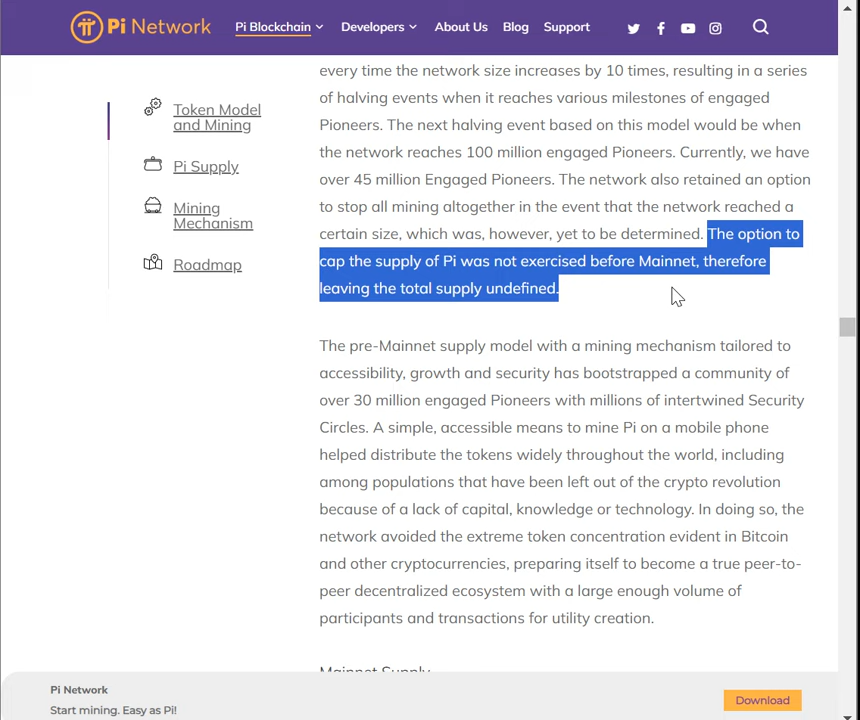 Pi Network
Pi Blockchain
Developers
About Us
Blog
Support
Token Model
and Mining
Pi Supply
Mining
Mechanism
Roadmap
every time the network size increases by 10 times, resulting in a series
of halving events when it reaches various milestones of engaged
Pioneers. The next halving event based on this model would be when
the network reaches 100 million engaged Pioneers. Currently, we have
over 45 million Engaged Pioneers. The network also retained an option
to stop all mining altogether in the event that the network reached a
certain size, which was, however, yet to be determined. The option to
cap the supply of Pi was not exercised before Mainnet, therefore
leaving the total supply undefined.
The pre-Mainnet supply model with a mining mechanism tailored to
accessibility, growth and security has bootstrapped a community of
over 30 million engaged Pioneers with millions of intertwined Security
Circles. A simple, accessible means to mine Pi on a mobile phone
helped distribute the tokens widely throughout the world, including
among populations that have been left out of the crypto revolution
because of a lack of capital, knowledge or technology. In doing so, the
network avoided the extreme token concentration evident in Bitcoin
and other cryptocurrencies, preparing itself to become a true peer-to-
peer decentralized ecosystem with a large enough volume of
participants and transactions for utility creation.
Mainnet Supply
Pi Network
Start mining. Easy as Pi!
Download